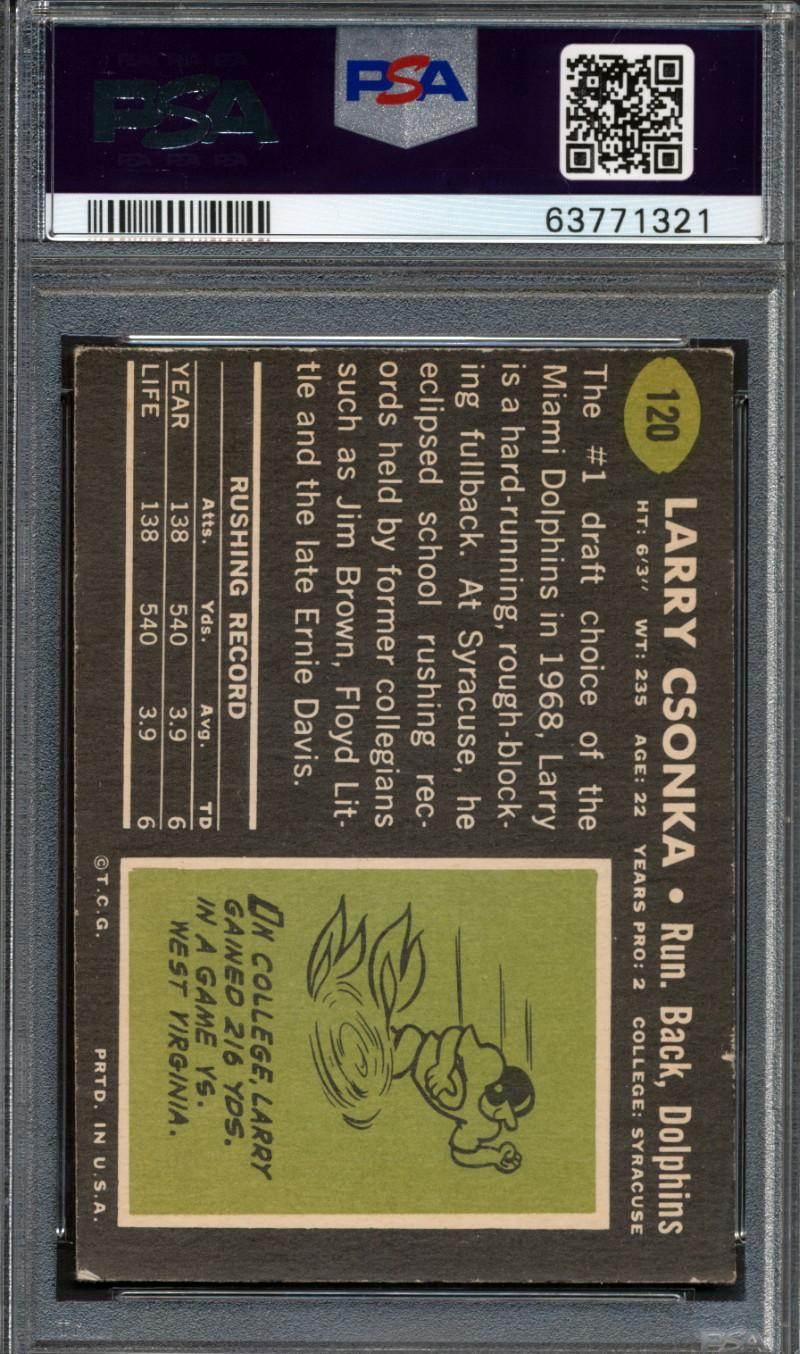 PSA
PSA
63771321
120
LARRY CSONKA • Run. Back, Dolphins
HT: 6'3" WT: 235 AGE: 22 YEARS PRO: 2 COLLEGE: SYRACUSE
The #1 draft choice of the
Miami Dolphins in 1968, Larry
is a hard-running, rough-block-
ing fullback. At Syracuse, he
eclipsed school rushing rec-
ords held by former collegians
such as Jim Brown, Floyd Lit-
tle and the late Ernie Davis.
RUSHING RECORD
Atts. Yds. Avg. TD
YEAR 138 540 3.9 6
LIFE 138 540 3.9 6
IN COLLEGE, LARRY
GAINED 216 YDS.
IN A GAME VS.
WEST VIRGINIA.
©T.C.G. PRTD. IN U.S.A.
PSA